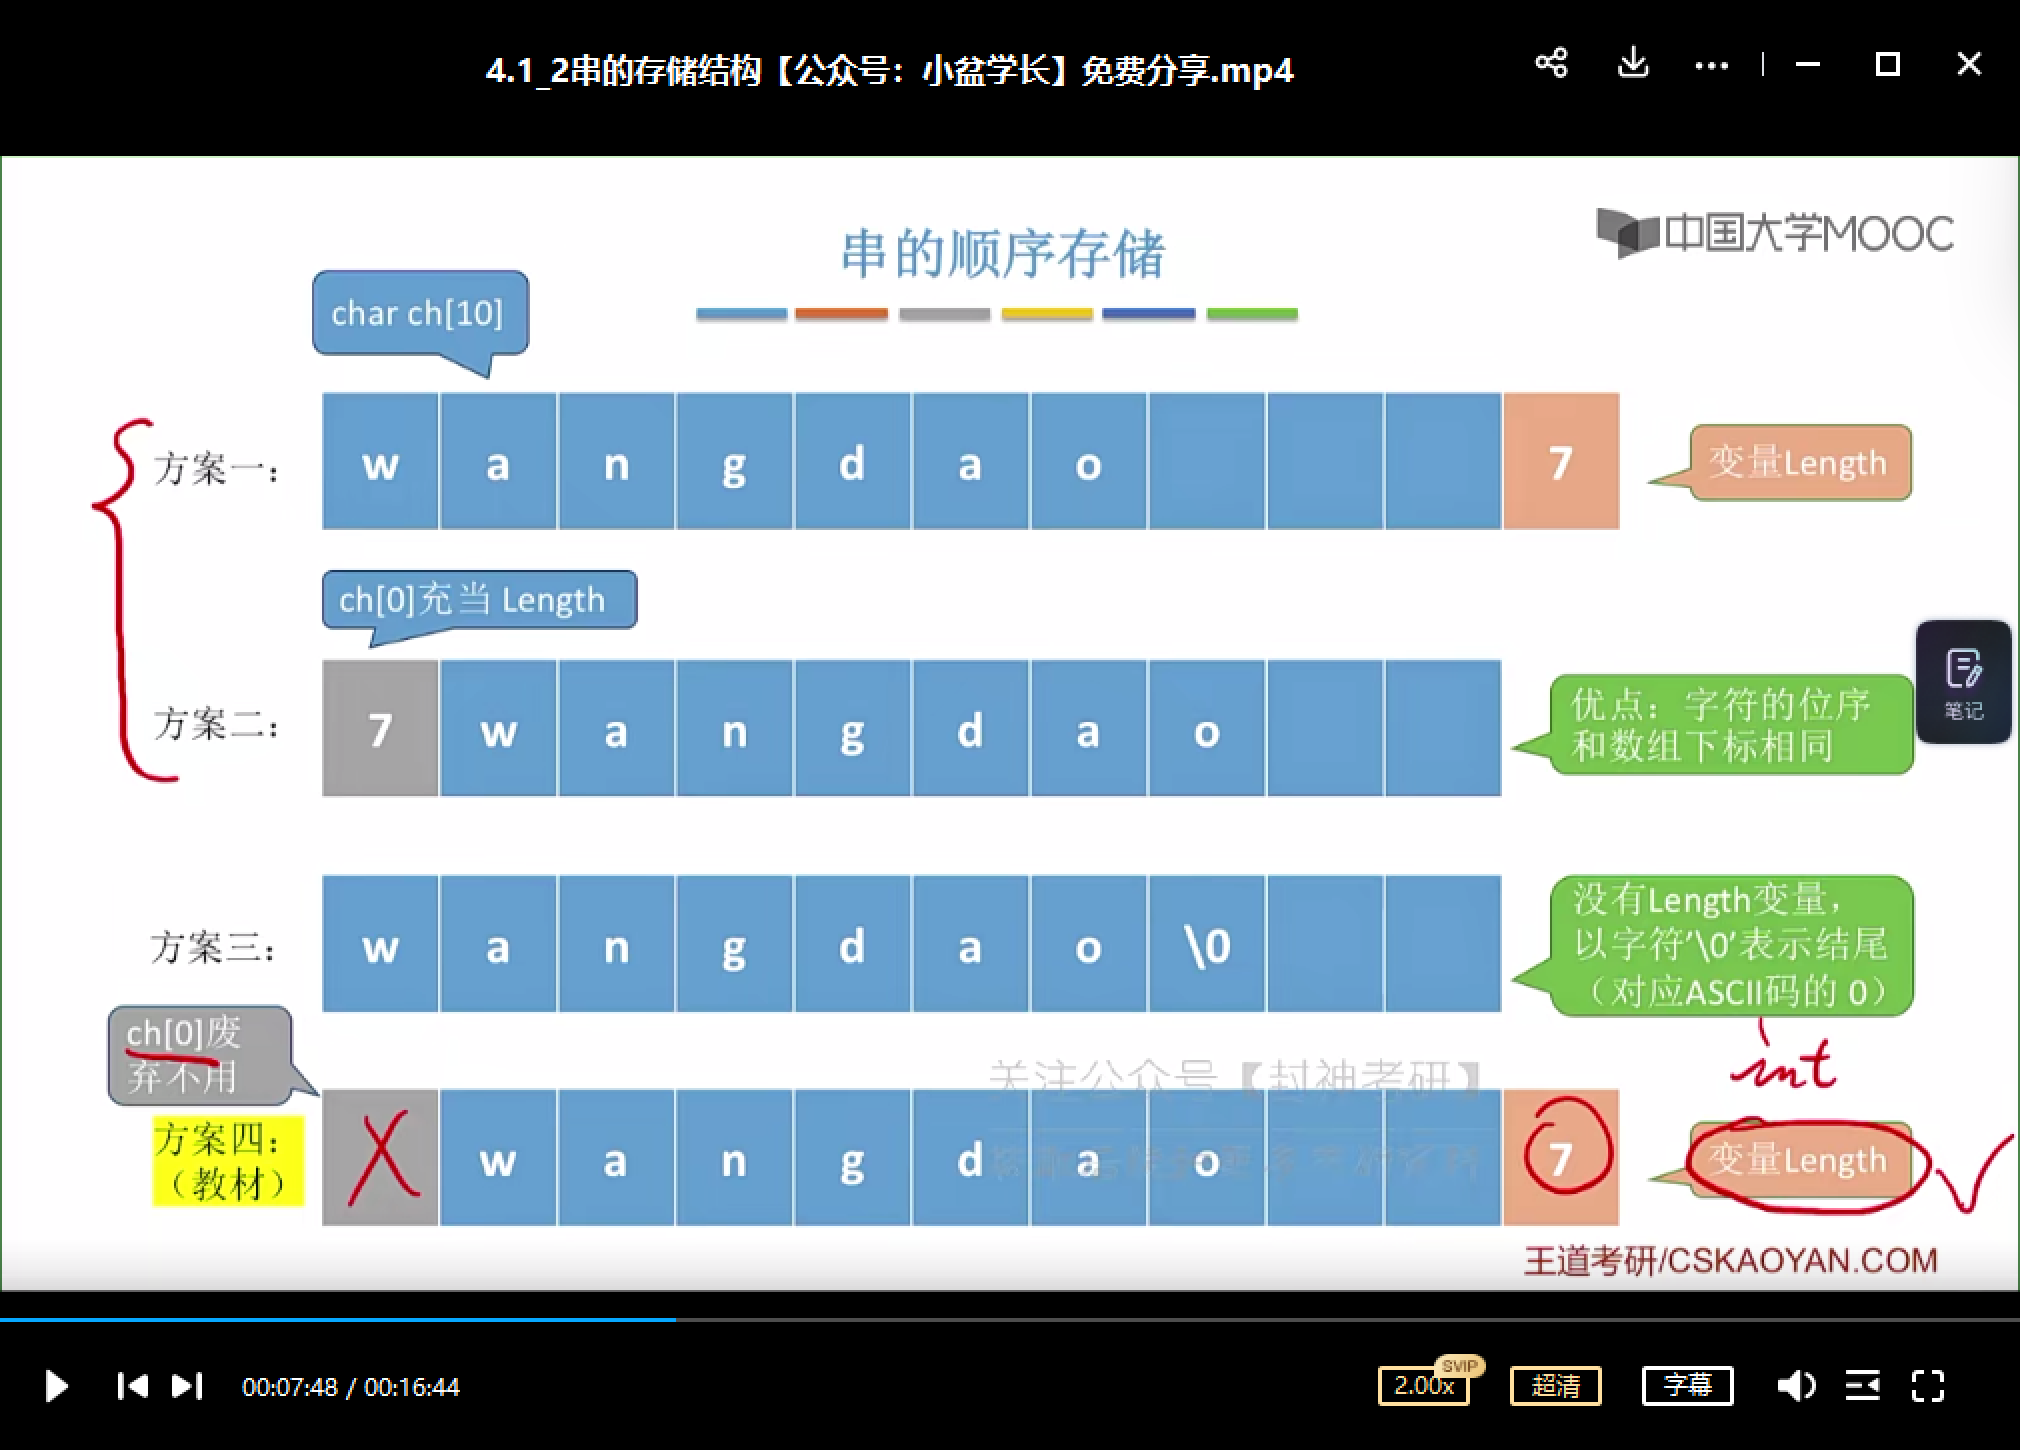 4.1_2串的存储结构【公众号：小盆学长】免费分享.mp4
中国大学MOOC
串的顺序存储
char ch[10]
方案一：
w a n g d a o 7
变量Length
ch[0]充当 Length
方案二：
7 w a n g d a o
优点：字符的位序
和数组下标相同
笔记
方案三：
w a n g d a o \0
没有Length变量，
以字符'\0'表示结尾
（对应ASCII码的 0）
int
ch[0]废
弃不用
关注公众号【封神考研】
方案四：
（教材）
w a n g d a o 7
变量Length
王道考研/CSKAOYAN.COM
00:07:48 / 00:16:44
2.00x
SVIP
超清
字幕